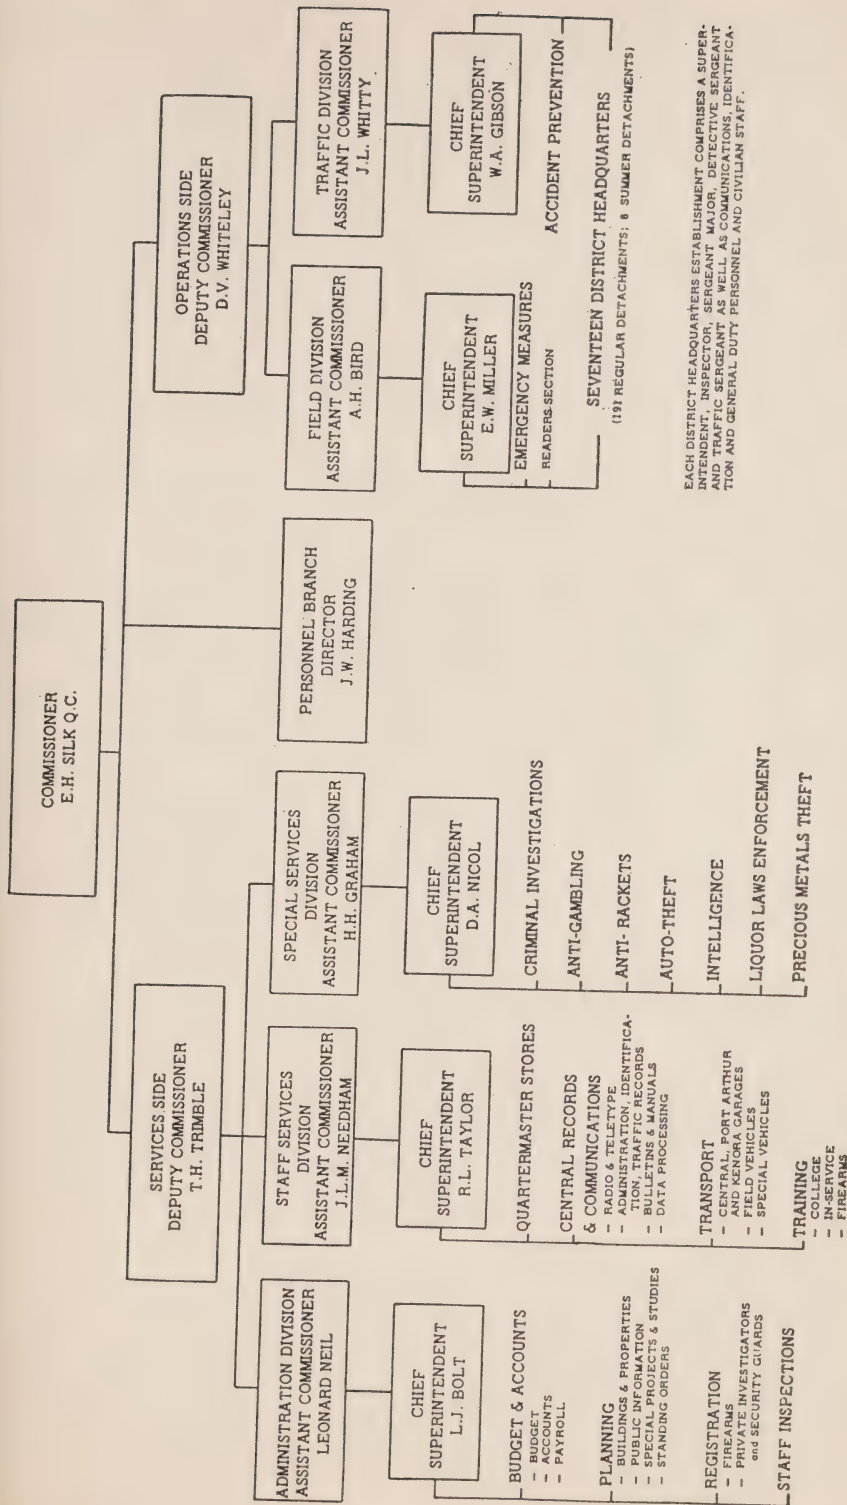 COMMISSIONER
E.H. SILK Q.C.
SERVICES SIDE
DEPUTY COMMISSIONER
T.H. TRIMBLE
OPERATIONS SIDE
DEPUTY COMMISSIONER
D.V. WHITELEY
ADMINISTRATION DIVISION
ASSISTANT COMMISSIONER
LEONARD NEIL
STAFF SERVICES
DIVISION
ASSISTANT COMMISSIONER
J.L.M. NEEDHAM
SPECIAL SERVICES
DIVISION
ASSISTANT COMMISSIONER
H.H. GRAHAM
PERSONNEL BRANCH
DIRECTOR
J.W. HARDING
FIELD DIVISION
ASSISTANT COMMISSIONER
A.H. BIRD
TRAFFIC DIVISION
ASSISTANT COMMISSIONER
J.L. WHITTY
CHIEF
SUPERINTENDENT
L.J. BOLT
CHIEF
SUPERINTENDENT
R.L. TAYLOR
CHIEF
SUPERINTENDENT
D.A. NICOL
CHIEF
SUPERINTENDENT
E.W. MILLER
CHIEF
SUPERINTENDENT
W.A. GIBSON
BUDGET & ACCOUNTS
- BUDGET
- ACCOUNTS
- PAYROLL
PLANNING
- BUILDINGS & PROPERTIES
- PUBLIC INFORMATION
- SPECIAL PROJECTS & STUDIES
- STANDING ORDERS
REGISTRATION
- FIREARMS
- PRIVATE INVESTIGATORS
and SECURITY GUARDS
STAFF INSPECTIONS
QUARTERMASTER STORES
CENTRAL RECORDS
& COMMUNICATIONS
- RADIO & TELETYPE
- ADMINISTRATION, IDENTIFICA-
TION, TRAFFIC RECORDS
- BULLETINS & MANUALS
- DATA PROCESSING
TRANSPORT
- CENTRAL, PORT ARTHUR
AND KENORA GARAGES
- FIELD VEHICLES
- SPECIAL VEHICLES
TRAINING
- COLLEGE
- IN-SERVICE
- FIREARMS
CRIMINAL INVESTIGATIONS
ANTI-GAMBLING
ANTI- RACKETS
AUTO-THEFT
INTELLIGENCE
LIQUOR LAWS ENFORCEMENT
PRECIOUS METALS THEFT
EMERGENCY MEASURES
READERS SECTION
ACCIDENT PREVENTION
SEVENTEEN DISTRICT HEADQUARTERS
(191 REGULAR DETACHMENTS; 8 SUMMER DETACHMENTS)
EACH DISTRICT HEADQUARTERS ESTABLISHMENT COMPRISES A SUPER-
INTENDENT, INSPECTOR, SERGEANT MAJOR, DETECTIVE SERGEANT
AND TRAFFIC SERGEANT AS WELL AS COMMUNICATIONS, IDENTIFICA-
TION AND GENERAL DUTY PERSONNEL AND CIVILIAN STAFF.